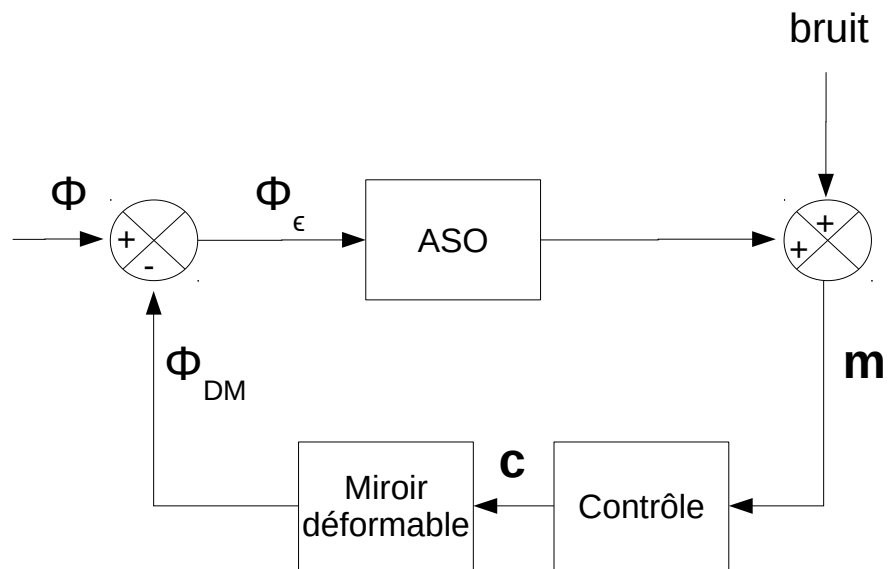 bruit
Φ
Φ
ϵ
ASO
+
-
+
+
Φ
DM
m
c
Miroir
déformable
Contrôle